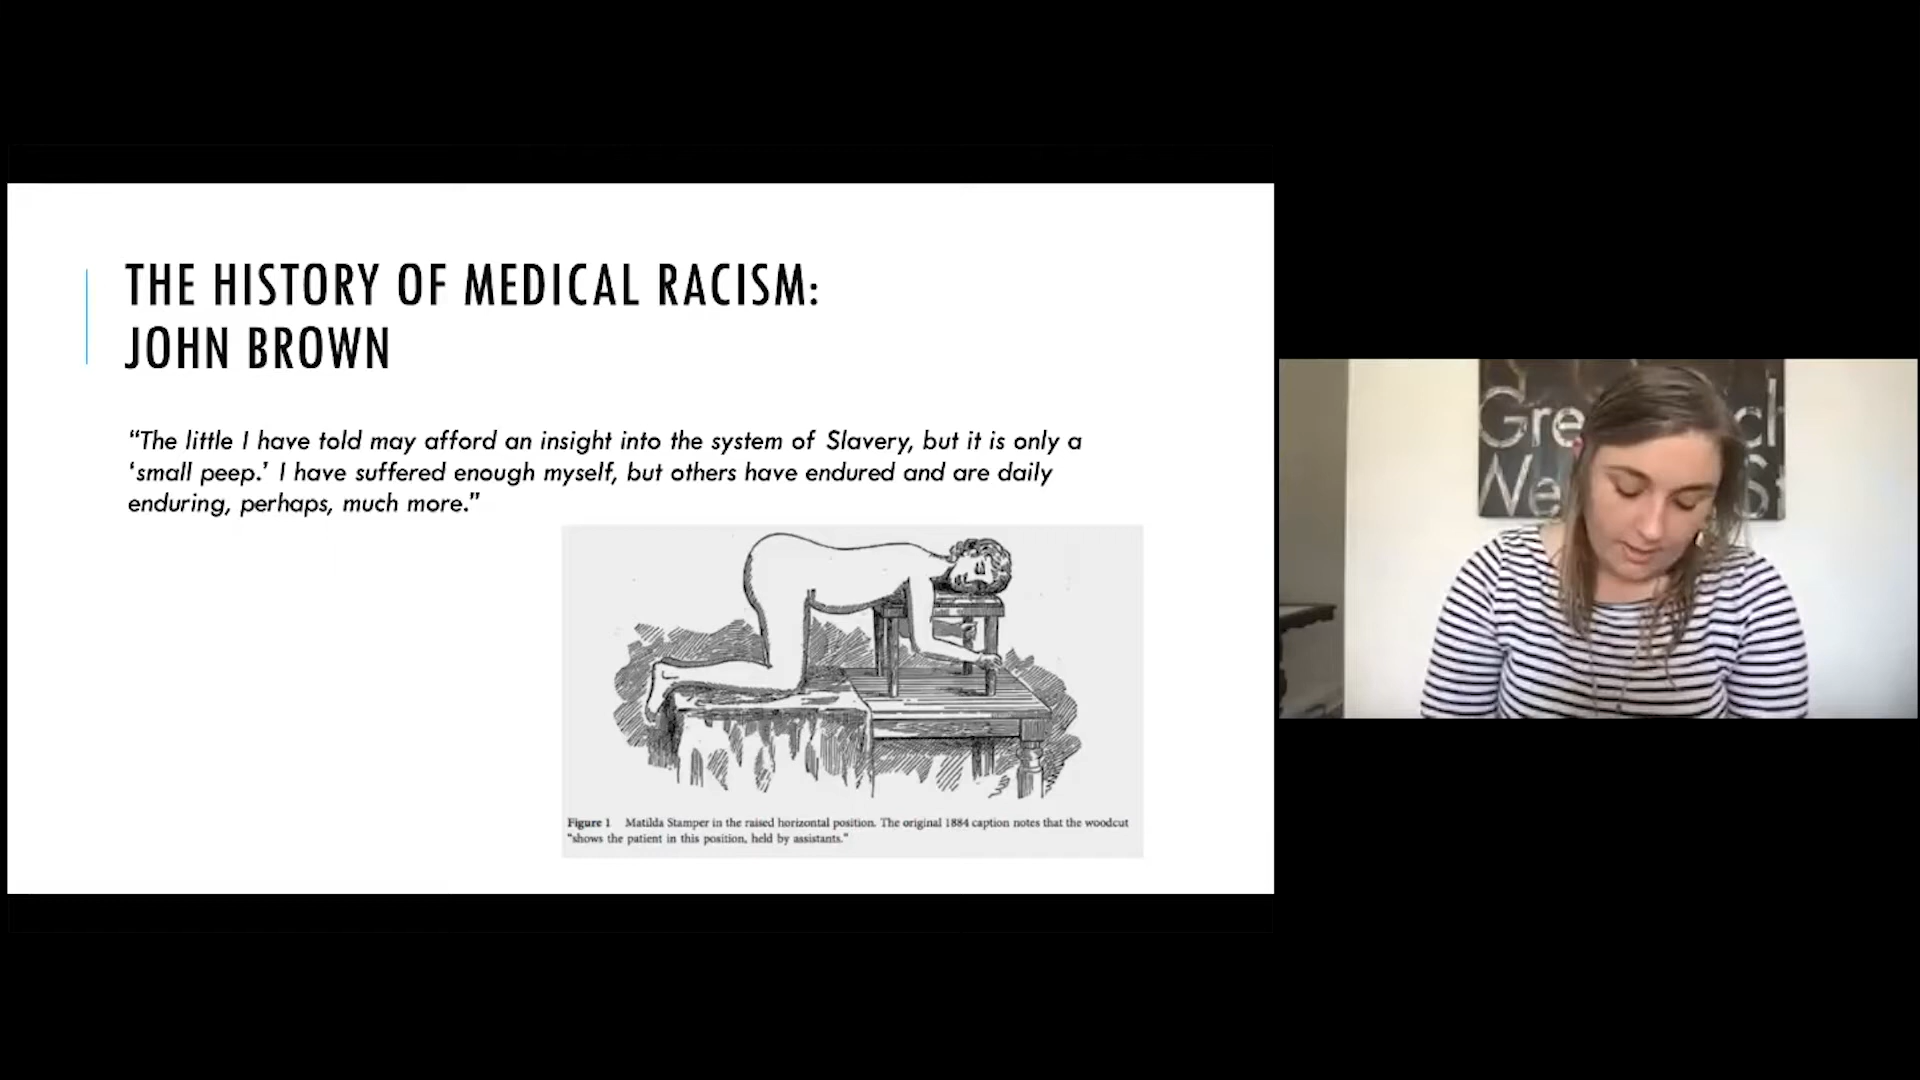 THE HISTORY OF MEDICAL RACISM:
JOHN BROWN
“The little I have told may afford an insight into the system of Slavery, but it is only a
‘small peep.’ I have suffered enough myself, but others have endured and are daily
enduring, perhaps, much more.”
Figure 1 Matilda Stamper in the raised horizontal position. The original 1884 caption notes that the woodcut
"shows the patient in this position, held by assistants."
Gre
We St